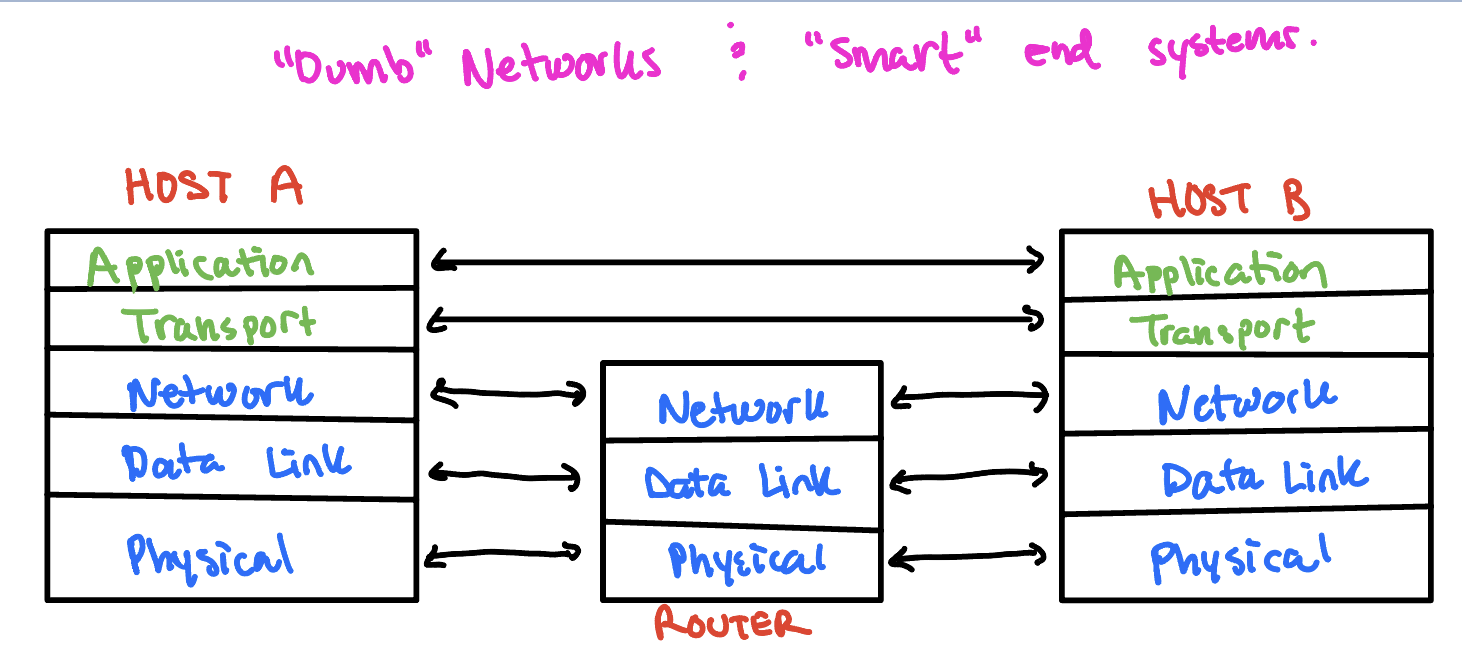 "Dumb" Networks & "Smart" end systems.
HOST A
Application
Transport
Network
Data Link
Physical
Network
Data Link
Physical
ROUTER
HOST B
Application
Transport
Network
Data Link
Physical